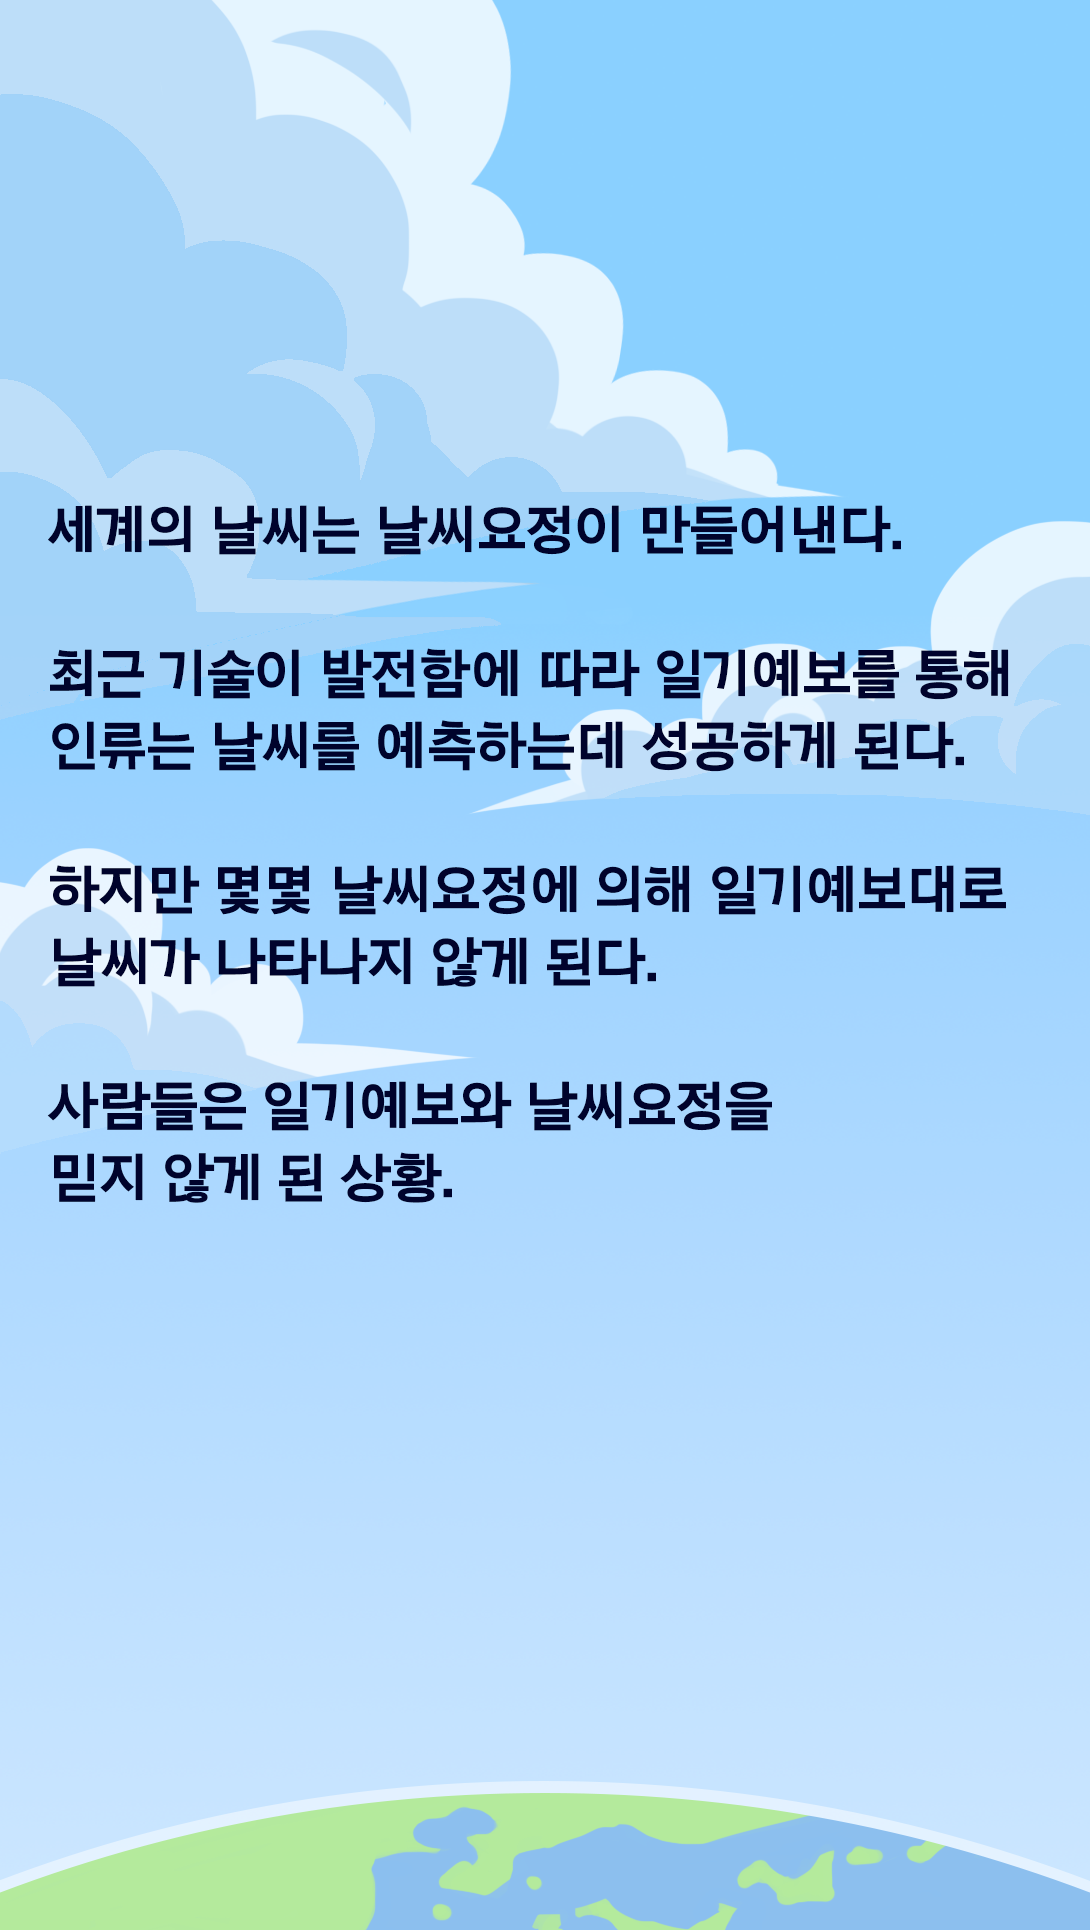 세계의 날씨는 날씨요정이 만들어낸다.
최근 기술이 발전함에 따라 일기예보를 통해
인류는 날씨를 예측하는데 성공하게 된다.
하지만 몇몇 날씨요정에 의해 일기예보대로
날씨가 나타나지 않게 된다.
사람들은 일기예보와 날씨요정을
믿지 않게 된 상황.